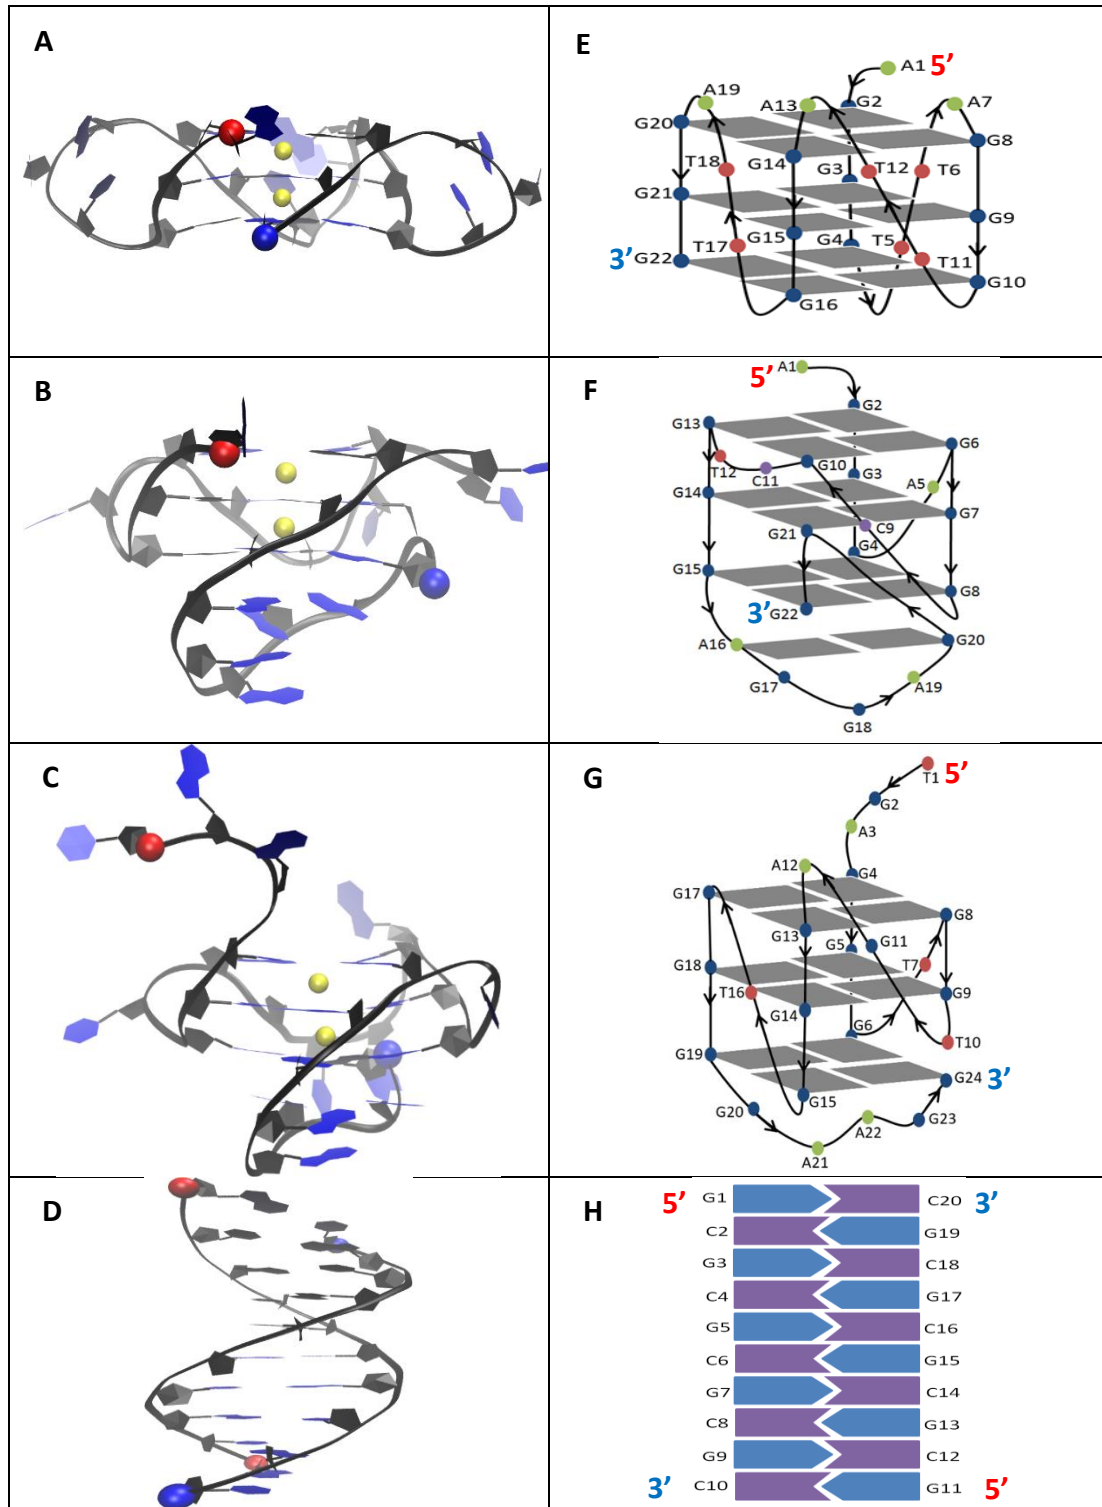 A
E
A1 5’
A19
A13
G2
A7
G20
G8
T18
G14
G3
T12
T6
G21
G9
T17
G15
G4
T5
T11
3’ G22
G10
G16
B
F
5’ A1
G2
G13
G6
T12
C11
G10
G3
A5
G14
G7
G21
C9
G4
G15
G8
3’ G22
A16
G20
G17
A19
G18
C
G
T1 5’
G2
A3
A12
G4
G17
G8
G13
G5
G11
T7
G18
T16
G9
G14
G6
T10
G19
G24 3’
G20
G15
A22
G23
A21
D
H
5’ G1 C20 3’
C2 G19
G3 C18
C4 G17
G5 C16
C6 G15
G7 C14
C8 G13
G9 C12
3’ C10 G11 5’